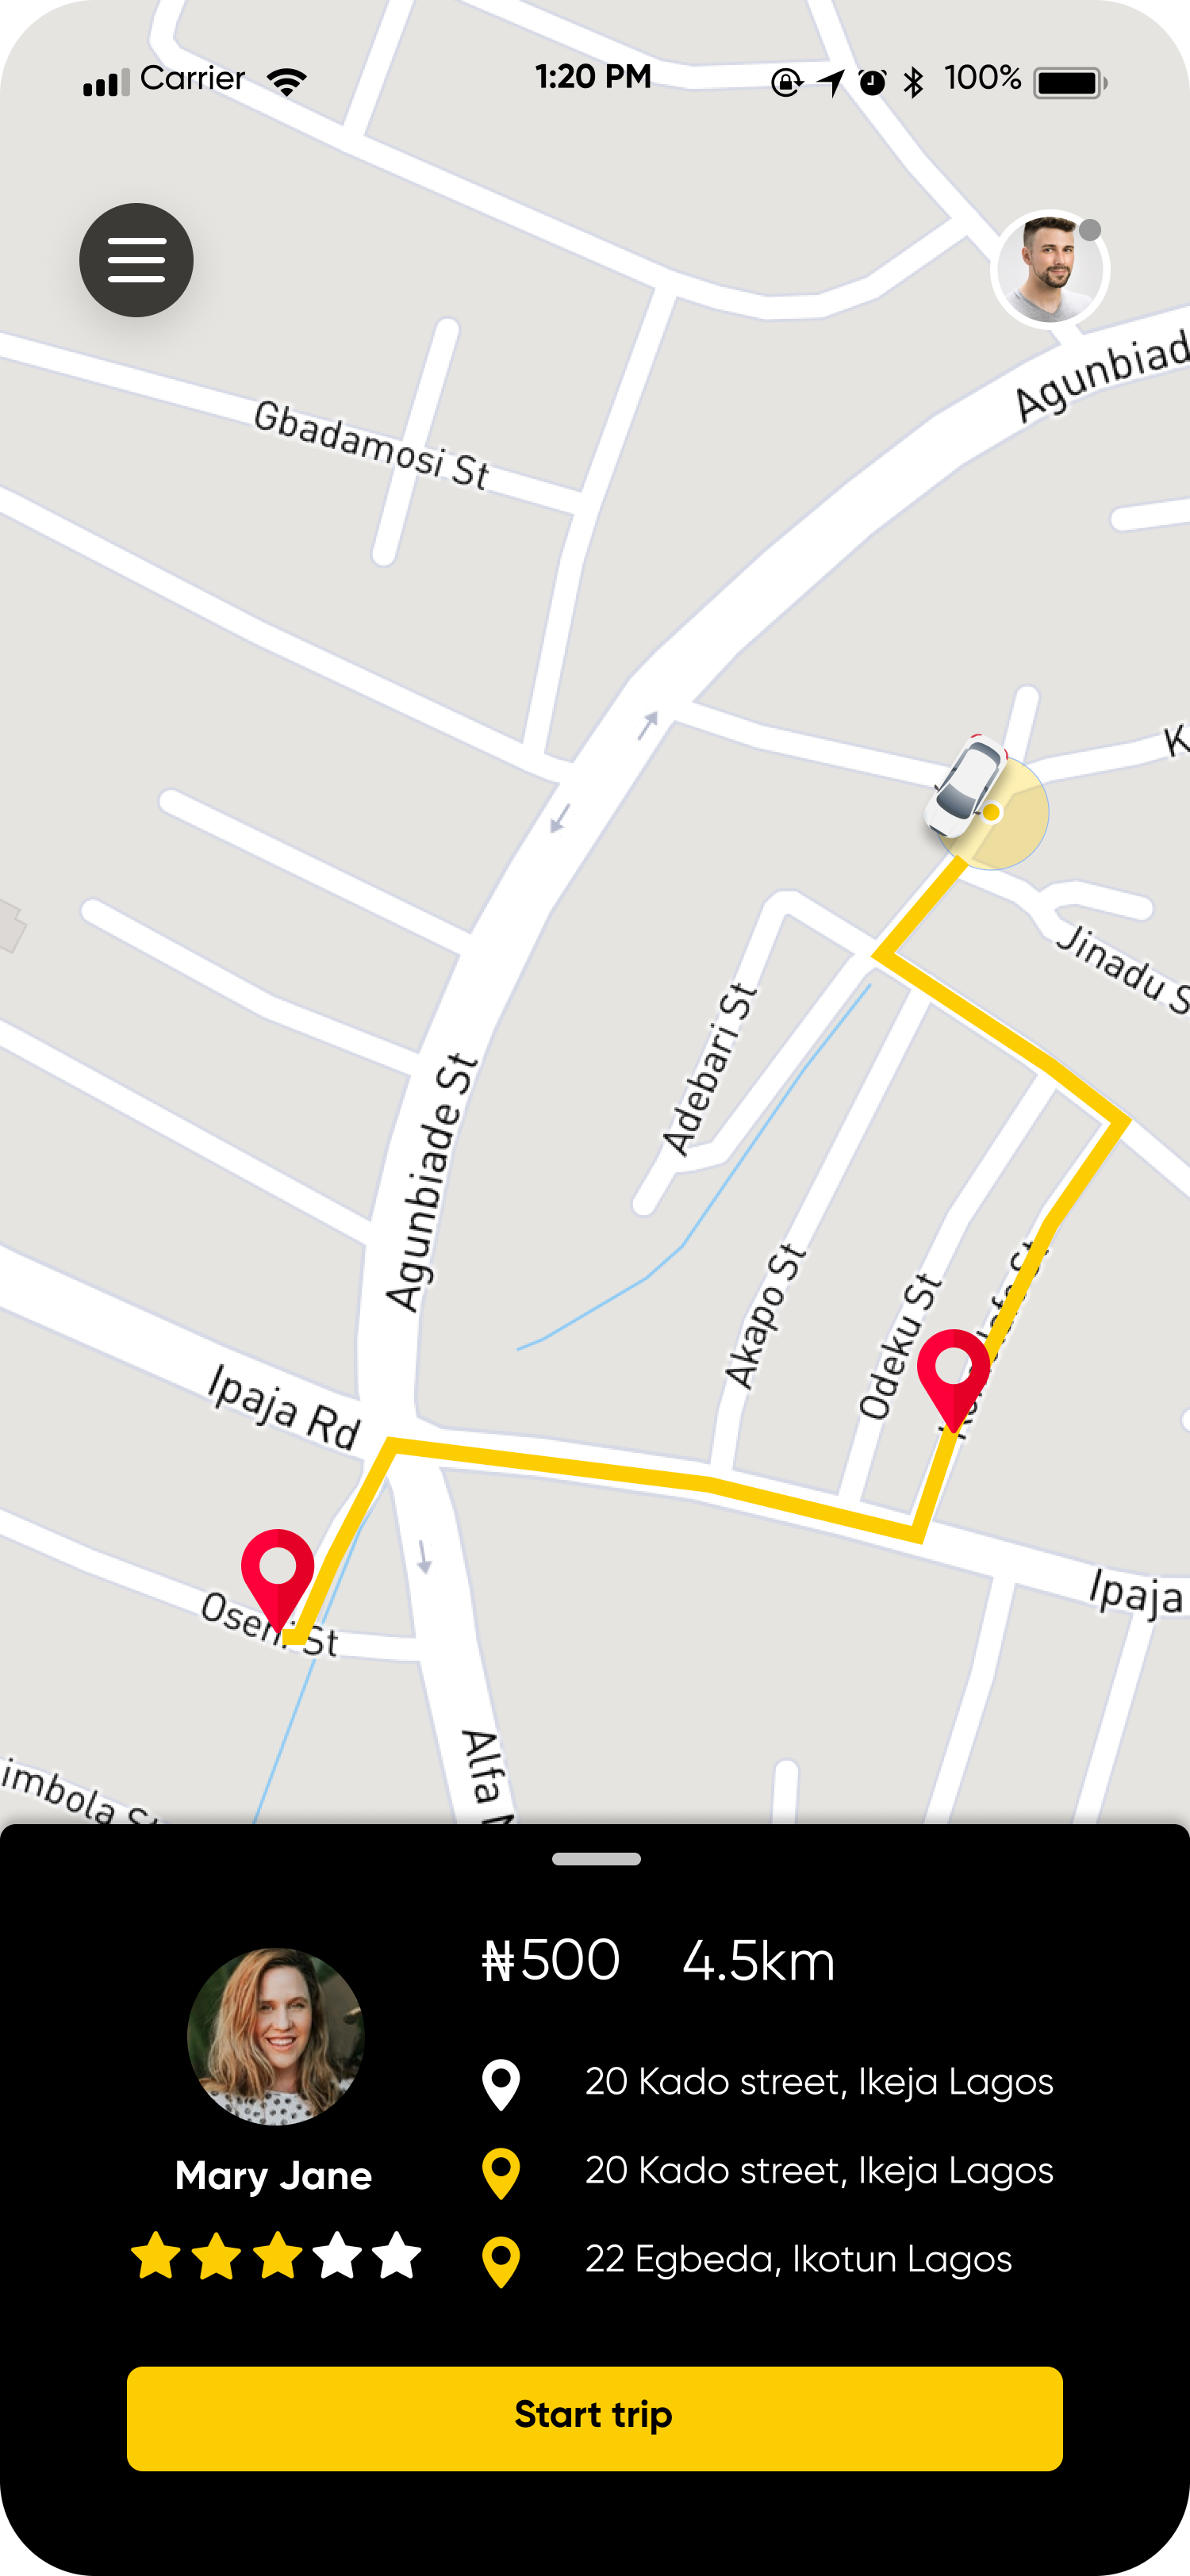 Carrier 1:20 PM 100%
Agunbiad
Gbadamosi St
K
Jinadu S
Adebari St
Agunbiade St
Akapo St
Odeku St
St
Ipaja Rd
Ipaja
Oseni St
Alfa
imbola St
₦500 4.5km
20 Kado street, Ikeja Lagos
20 Kado street, Ikeja Lagos
Mary Jane
22 Egbeda, Ikotun Lagos
Start trip